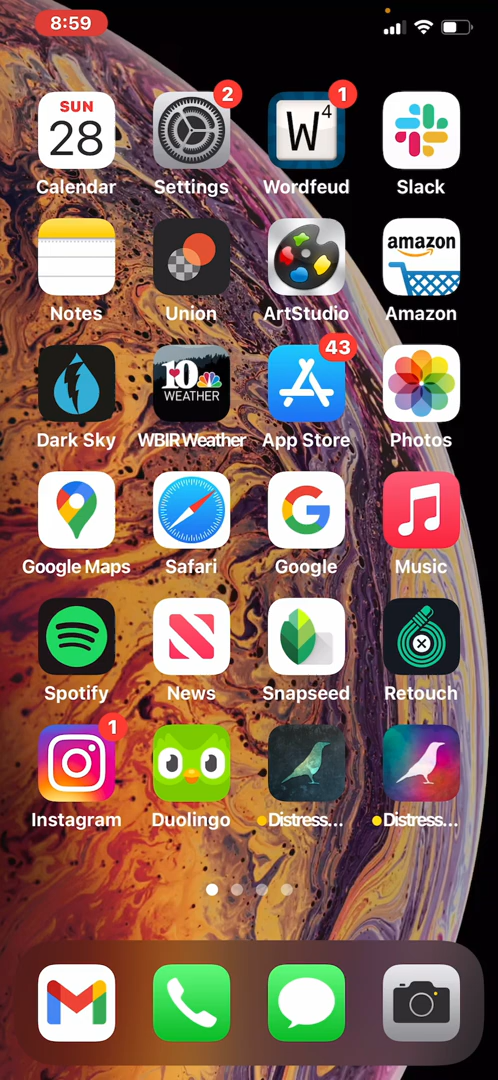 8:59
2
1
SUN
28
W4
Calendar
Settings
Wordfeud
Slack
amazon
Notes
Union
ArtStudio
Amazon
43
10
WEATHER
Dark Sky
WBIR Weather
App Store
Photos
G
Google Maps
Safari
Google
Music
Spotify
News
Snapseed
Retouch
1
Instagram
Duolingo
Distress...
Distress...